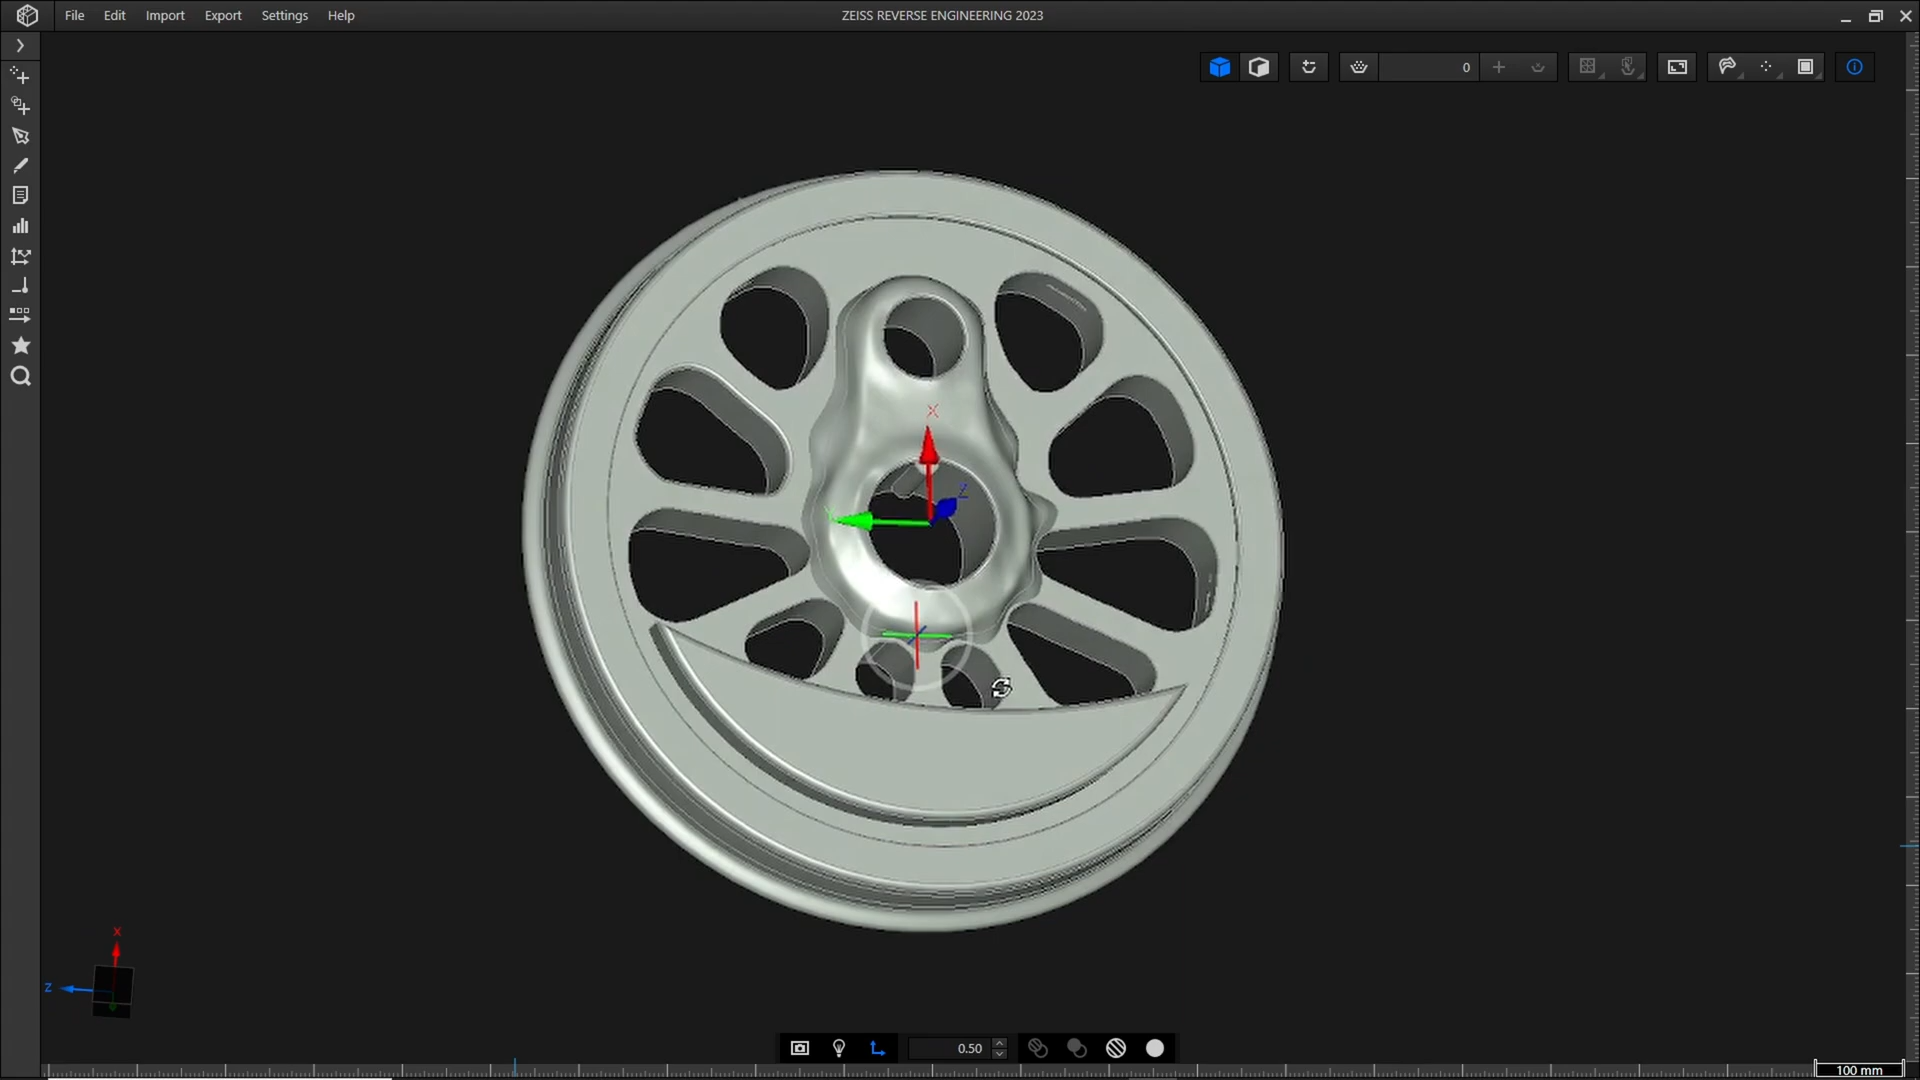 File Edit Import Export Settings Help ZEISS REVERSE ENGINEERING 2023
0
X
Z
Y
X
Z
0.50
100 mm